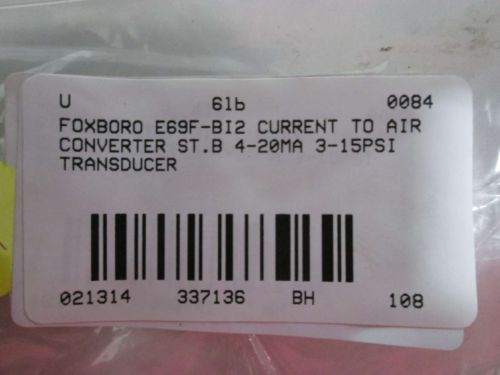 U 61b 0084
FOXBORO E69F-BI2 CURRENT TO AIR
CONVERTER ST.B 4-20MA 3-15PSI
TRANSDUCER
021314 337136 BH 108